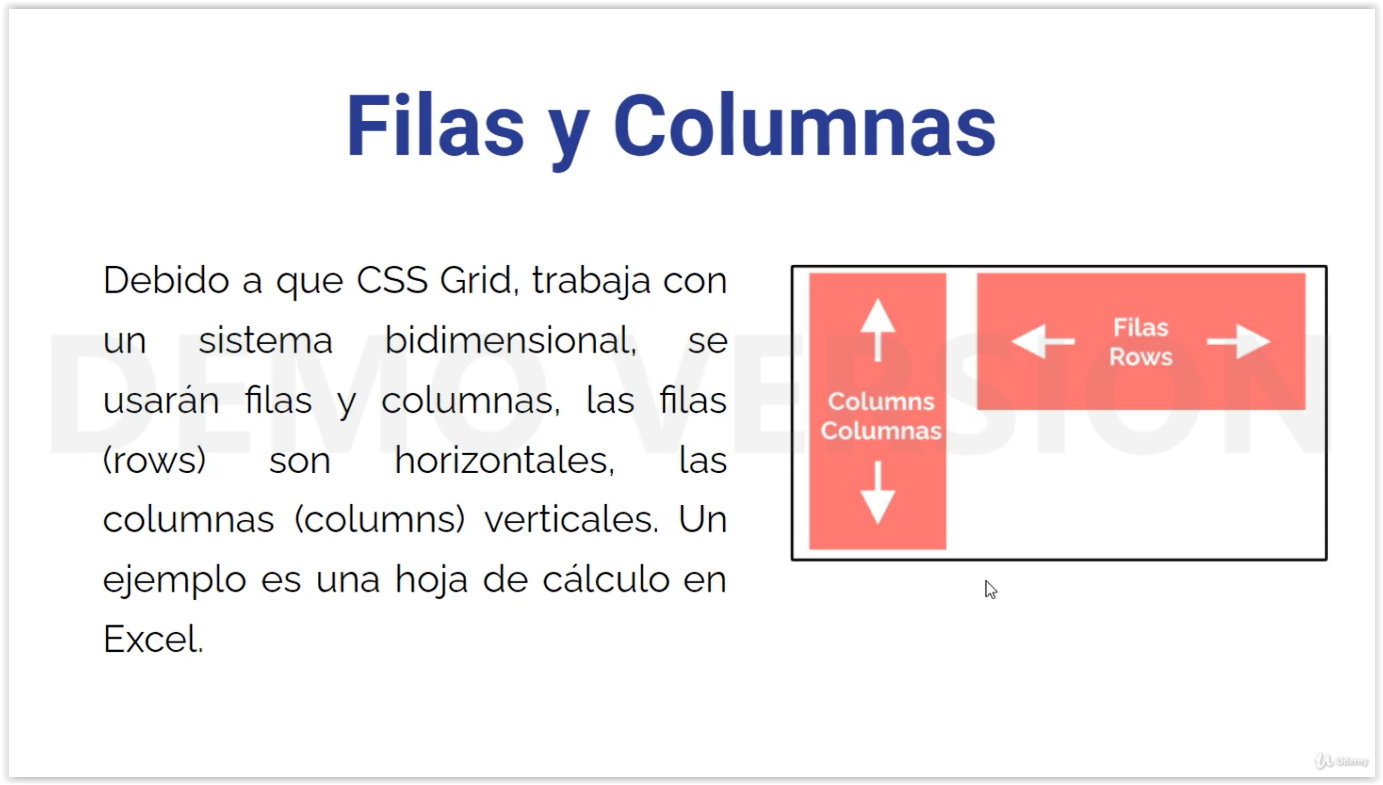 Filas y Columnas
Debido a que CSS Grid, trabaja con
un sistema bidimensional, se
usarán filas y columnas, las filas
(rows) son horizontales, las
columnas (columns) verticales. Un
ejemplo es una hoja de cálculo en
Excel.
Columns
Columnas
Filas
Rows
DEMO VERSION
Udemy